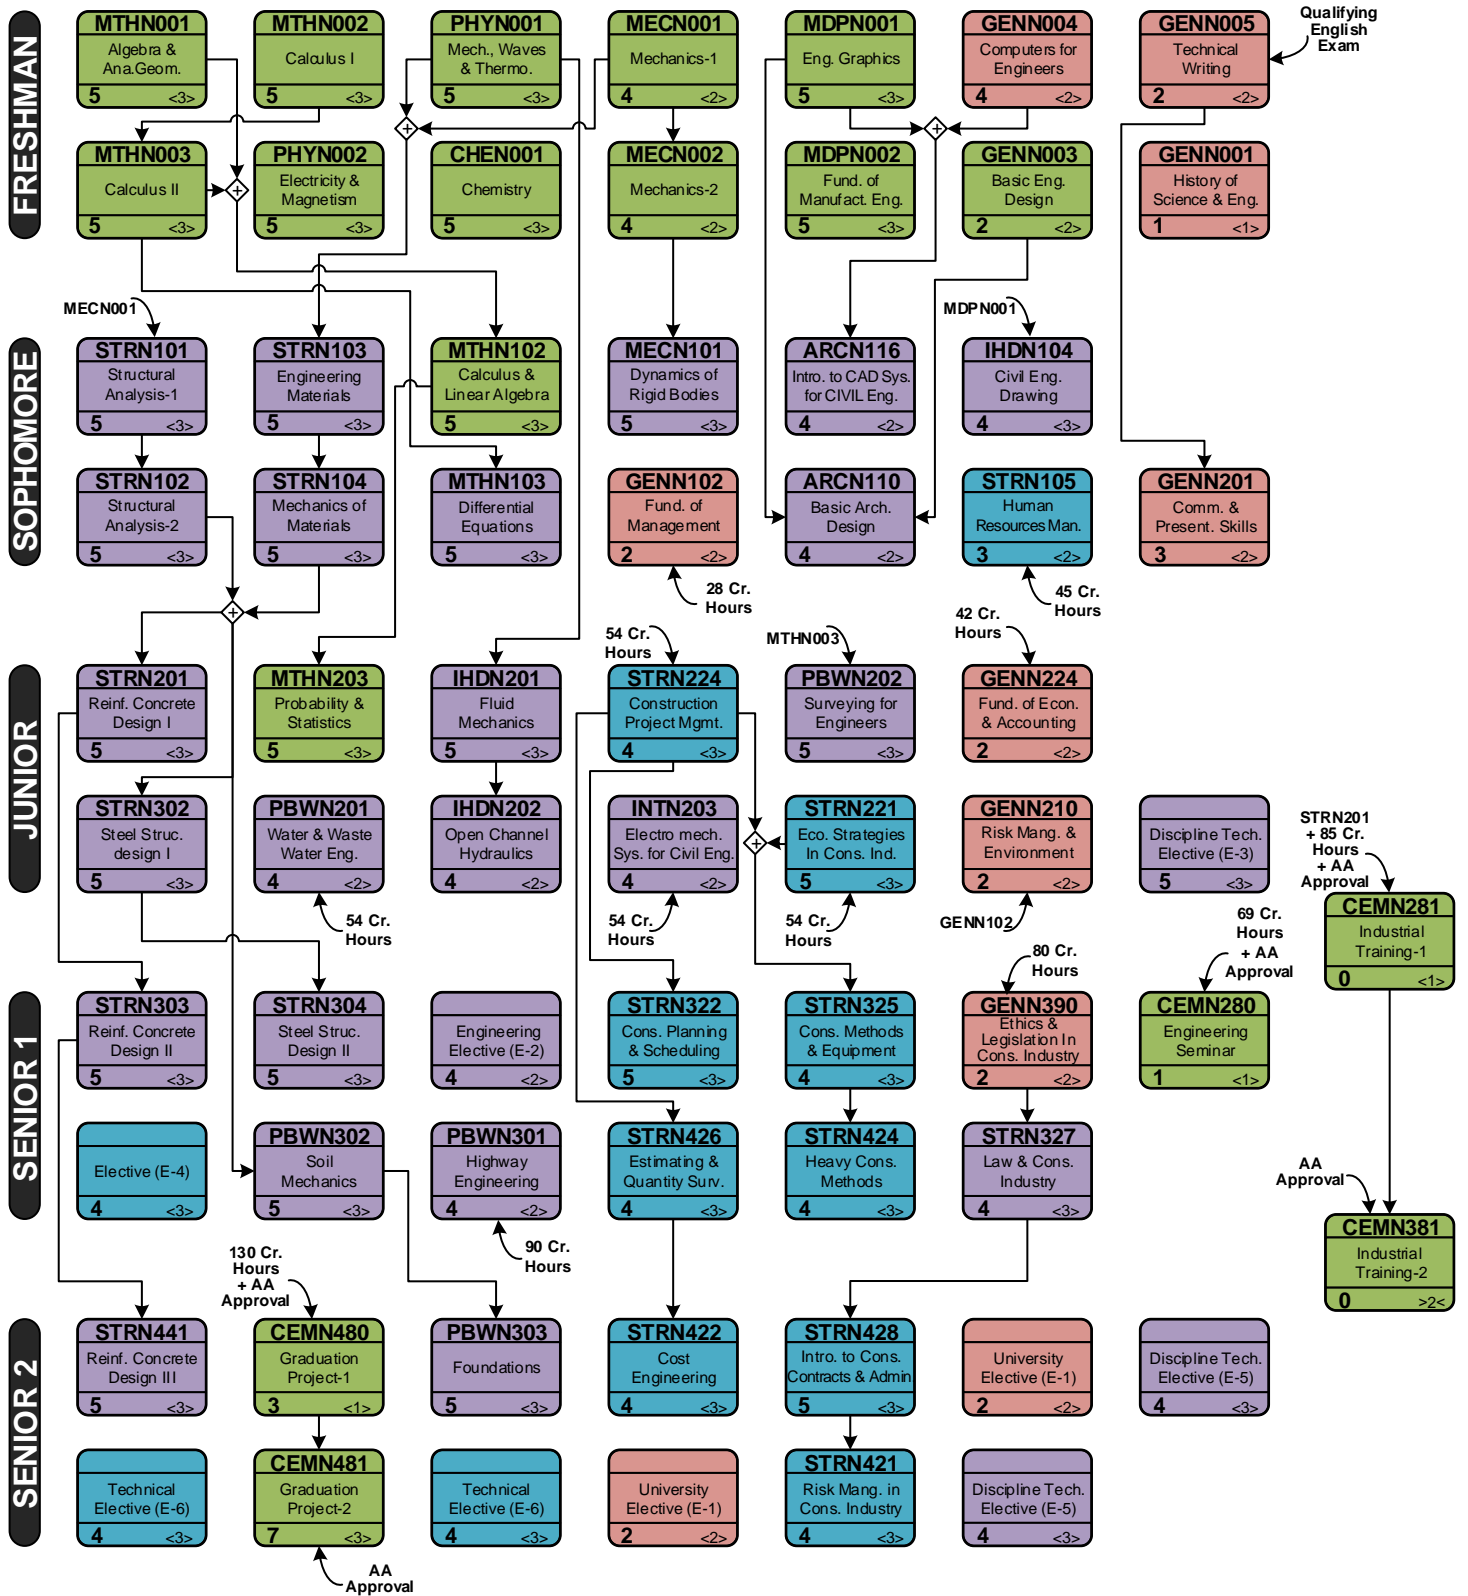 FRESHMAN
MTHN001
Algebra &
Ana.Geom.
5 <3>
MTHN002
Calculus I
5 <3>
PHYN001
Mech., Waves
& Thermo.
5 <3>
MECN001
Mechanics-1
4 <2>
MDPN001
Eng. Graphics
5 <3>
GENN004
Computers for
Engineers
4 <2>
GENN005
Technical
Writing
2 <2>
Qualifying
English
Exam
MTHN003
Calculus II
5 <3>
PHYN002
Electricity &
Magnetism
5 <3>
CHEN001
Chemistry
5 <3>
MECN002
Mechanics-2
4 <2>
MDPN002
Fund. of
Manufact. Eng.
5 <3>
GENN003
Basic Eng.
Design
2 <2>
GENN001
History of
Science & Eng.
1 <1>
+
+
+
SOPHOMORE
MECN001
STRN101
Structural
Analysis-1
5 <3>
STRN103
Engineering
Materials
5 <3>
MTHN102
Calculus &
Linear Algebra
5 <3>
MECN101
Dynamics of
Rigid Bodies
5 <3>
ARCN116
Intro. to CAD Sys.
for CIVIL Eng.
4 <2>
MDPN001
IHDN104
Civil Eng.
Drawing
4 <3>
STRN102
Structural
Analysis-2
5 <3>
STRN104
Mechanics of
Materials
5 <3>
MTHN103
Differential
Equations
5 <3>
GENN102
Fund. of
Management
2 <2>
28 Cr.
Hours
ARCN110
Basic Arch.
Design
4 <2>
STRN105
Human
Resources Man.
3 <2>
45 Cr.
Hours
GENN201
Comm. &
Present. Skills
3 <2>
+
JUNIOR
STRN201
Reinf. Concrete
Design I
5 <3>
MTHN203
Probability &
Statistics
5 <3>
IHDN201
Fluid
Mechanics
5 <3>
54 Cr.
Hours
STRN224
Construction
Project Mgmt.
4 <3>
MTHN003
PBWN202
Surveying for
Engineers
5 <3>
42 Cr.
Hours
GENN224
Fund. of Econ.
& Accounting
2 <2>
STRN302
Steel Struc.
design I
5 <3>
PBWN201
Water & Waste
Water Eng.
4 <2>
54 Cr.
Hours
IHDN202
Open Channel
Hydraulics
4 <2>
INTN203
Electro mech.
Sys. for Civil Eng.
4 <2>
54 Cr.
Hours
+
STRN221
Eco. Strategies
In Cons. Ind.
5 <3>
54 Cr.
Hours
GENN210
Risk Mang. &
Environment
2 <2>
GENN102
Discipline Tech.
Elective (E-3)
5 <3>
STRN201
+ 85 Cr.
Hours
+ AA
Approval
CEMN281
Industrial
Training-1
0 <1>
SENIOR 1
STRN303
Reinf. Concrete
Design II
5 <3>
STRN304
Steel Struc.
Design II
5 <3>
Engineering
Elective (E-2)
4 <2>
STRN322
Cons. Planning
& Scheduling
5 <3>
STRN325
Cons. Methods
& Equipment
4 <3>
80 Cr.
Hours
GENN390
Ethics &
Legislation In
Cons. Industry
2 <2>
69 Cr.
Hours
+ AA
Approval
CEMN280
Engineering
Seminar
1 <1>
Elective (E-4)
4 <3>
PBWN302
Soil
Mechanics
5 <3>
PBWN301
Highway
Engineering
4 <2>
90 Cr.
Hours
STRN426
Estimating &
Quantity Surv.
4 <3>
STRN424
Heavy Cons.
Methods
4 <3>
STRN327
Law & Cons.
Industry
4 <3>
AA
Approval
CEMN381
Industrial
Training-2
0 >2<
SENIOR 2
STRN441
Reinf. Concrete
Design III
5 <3>
130 Cr.
Hours
+ AA
Approval
CEMN480
Graduation
Project-1
3 <1>
PBWN303
Foundations
5 <3>
STRN422
Cost
Engineering
4 <3>
STRN428
Intro. to Cons.
Contracts & Admin
5 <3>
University
Elective (E-1)
2 <2>
Discipline Tech.
Elective (E-5)
4 <3>
Technical
Elective (E-6)
4 <3>
CEMN481
Graduation
Project-2
7 <3>
AA
Approval
Technical
Elective (E-6)
4 <3>
University
Elective (E-1)
2 <2>
STRN421
Risk Mang. in
Cons. Industry
4 <3>
Discipline Tech.
Elective (E-5)
4 <3>